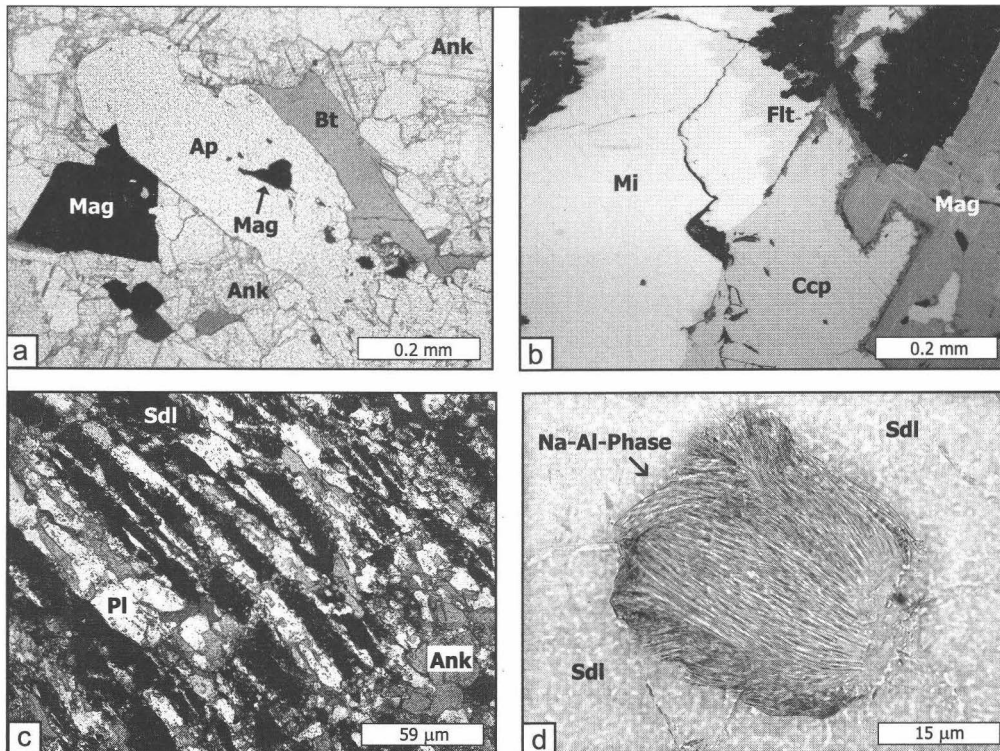 Ank
Bt
Ap
Mag
Mag
Ank
a
0.2 mm
Flt
Mi
Mag
Ccp
b
0.2 mm
Sdl
Pl
Ank
c
59 µm
Sdl
Na-Al-Phase
Sdl
d
15 µm